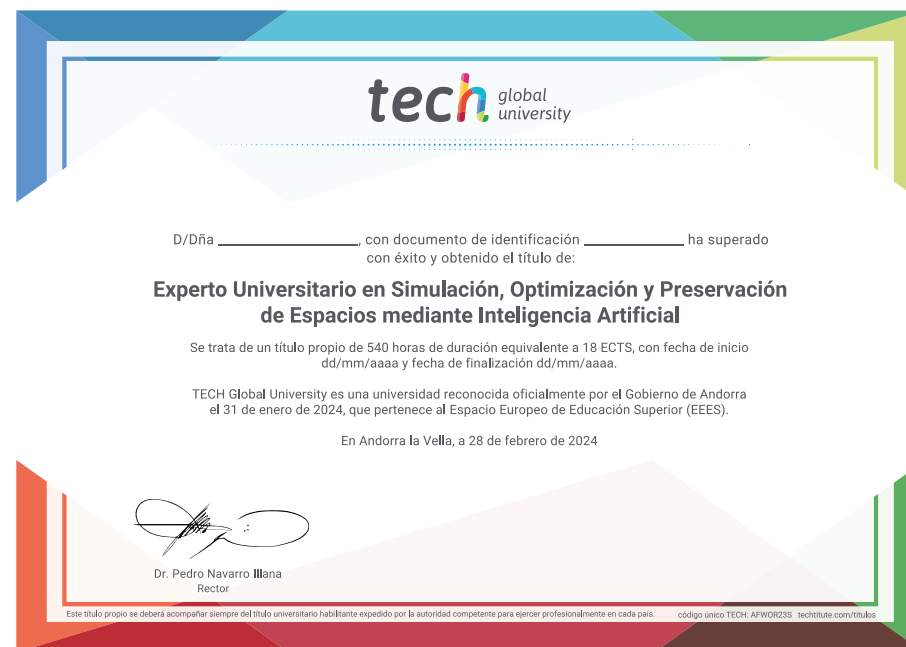 tech global university
D/Dña ____________________, con documento de identificación ______________ ha superado
con éxito y obtenido el título de:
Experto Universitario en Simulación, Optimización y Preservación
de Espacios mediante Inteligencia Artificial
Se trata de un título propio de 540 horas de duración equivalente a 18 ECTS, con fecha de inicio
dd/mm/aaaa y fecha de finalización dd/mm/aaaa.
TECH Global University es una universidad reconocida oficialmente por el Gobierno de Andorra
el 31 de enero de 2024, que pertenece al Espacio Europeo de Educación Superior (EEES).
En Andorra la Vella, a 28 de febrero de 2024
Dr. Pedro Navarro Illana
Rector
Este título propio se deberá acompañar siempre del título universitario habilitante expedido por la autoridad competente para ejercer profesionalmente en cada país. código único TECH: AFWOR23S techtitute.com/titulos